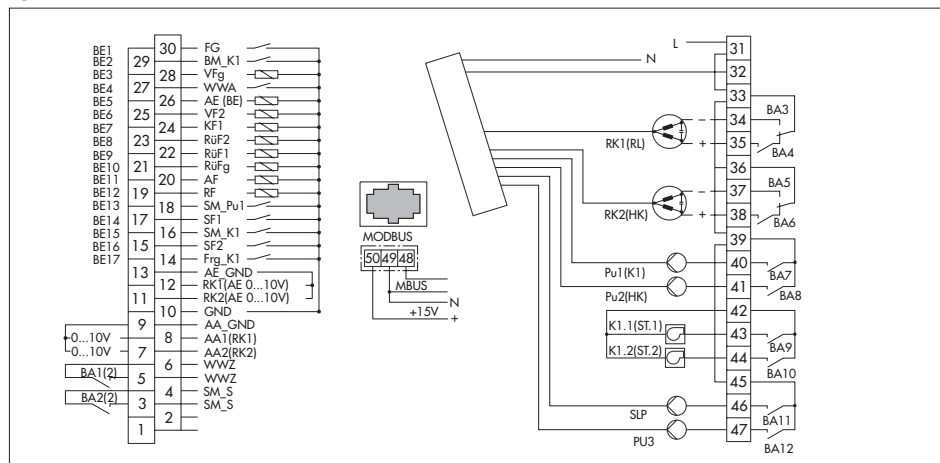 BE1 30 FG
BE2 29 BM_K1
BE3 28 VFg
BE4 27 WWA
BE5 26 AE (BE)
BE6 25 VF2
BE7 24 KF1
BE8 23 RüF2
BE9 22 RüF1
BE10 21 RüFg
BE11 20 AF
BE12 19 RF
BE13 18 SM_Pu1
BE14 17 SF1
BE15 16 SM_K1
BE16 15 SF2
BE17 14 Frg_K1
13 AE_GND
12 RK1(AE 0...10V)
11 RK2(AE 0...10V)
10 GND
9 AA_GND
0...10V 8 AA1(RK1)
0...10V 7 AA2(RK2)
6 WWZ
BA1(2) 5 WWZ
4 SM_S
BA2(2) 3 SM_S
2
1
MODBUS
50 49 48
MBUS
N
+15V +
L 31
N
32
33
BA3
- 34
RK1(RL) + 35
BA4
36
- 37 BA5
RK2(HK) + 38 BA6
39
Pu1(K1) 40 BA7
Pu2(HK) 41 BA8
42
K1.1(ST.1) 43 BA9
K1.2(ST.2) 44
BA10
45
SLP 46 BA11
PU3 47 BA12